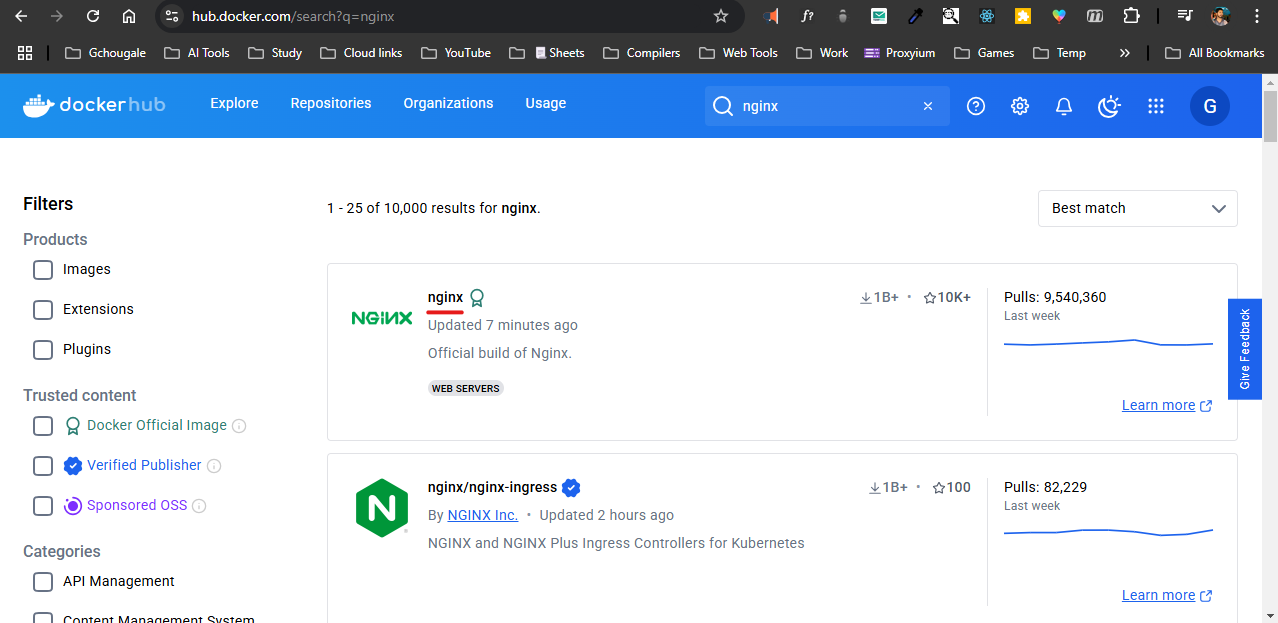 hub.docker.com/search?q=nginx
f?
m
Gchougale AI Tools Study Cloud links YouTube Sheets Compilers Web Tools Work Proxyium Games Temp » All Bookmarks
dockerhub Explore Repositories Organizations Usage nginx G
Filters
1 - 25 of 10,000 results for nginx.
Best match
Products
Images
Extensions
Plugins
Trusted content
Docker Official Image
Verified Publisher
Sponsored OSS
Categories
API Management
Content Management System
NGINX
nginx
1B+ • 10K+
Updated 7 minutes ago
Official build of Nginx.
WEB SERVERS
Pulls: 9,540,360
Last week
Learn more
N
nginx/nginx-ingress
1B+ • 100
By NGINX Inc. • Updated 2 hours ago
NGINX and NGINX Plus Ingress Controllers for Kubernetes
Pulls: 82,229
Last week
Learn more
Give Feedback